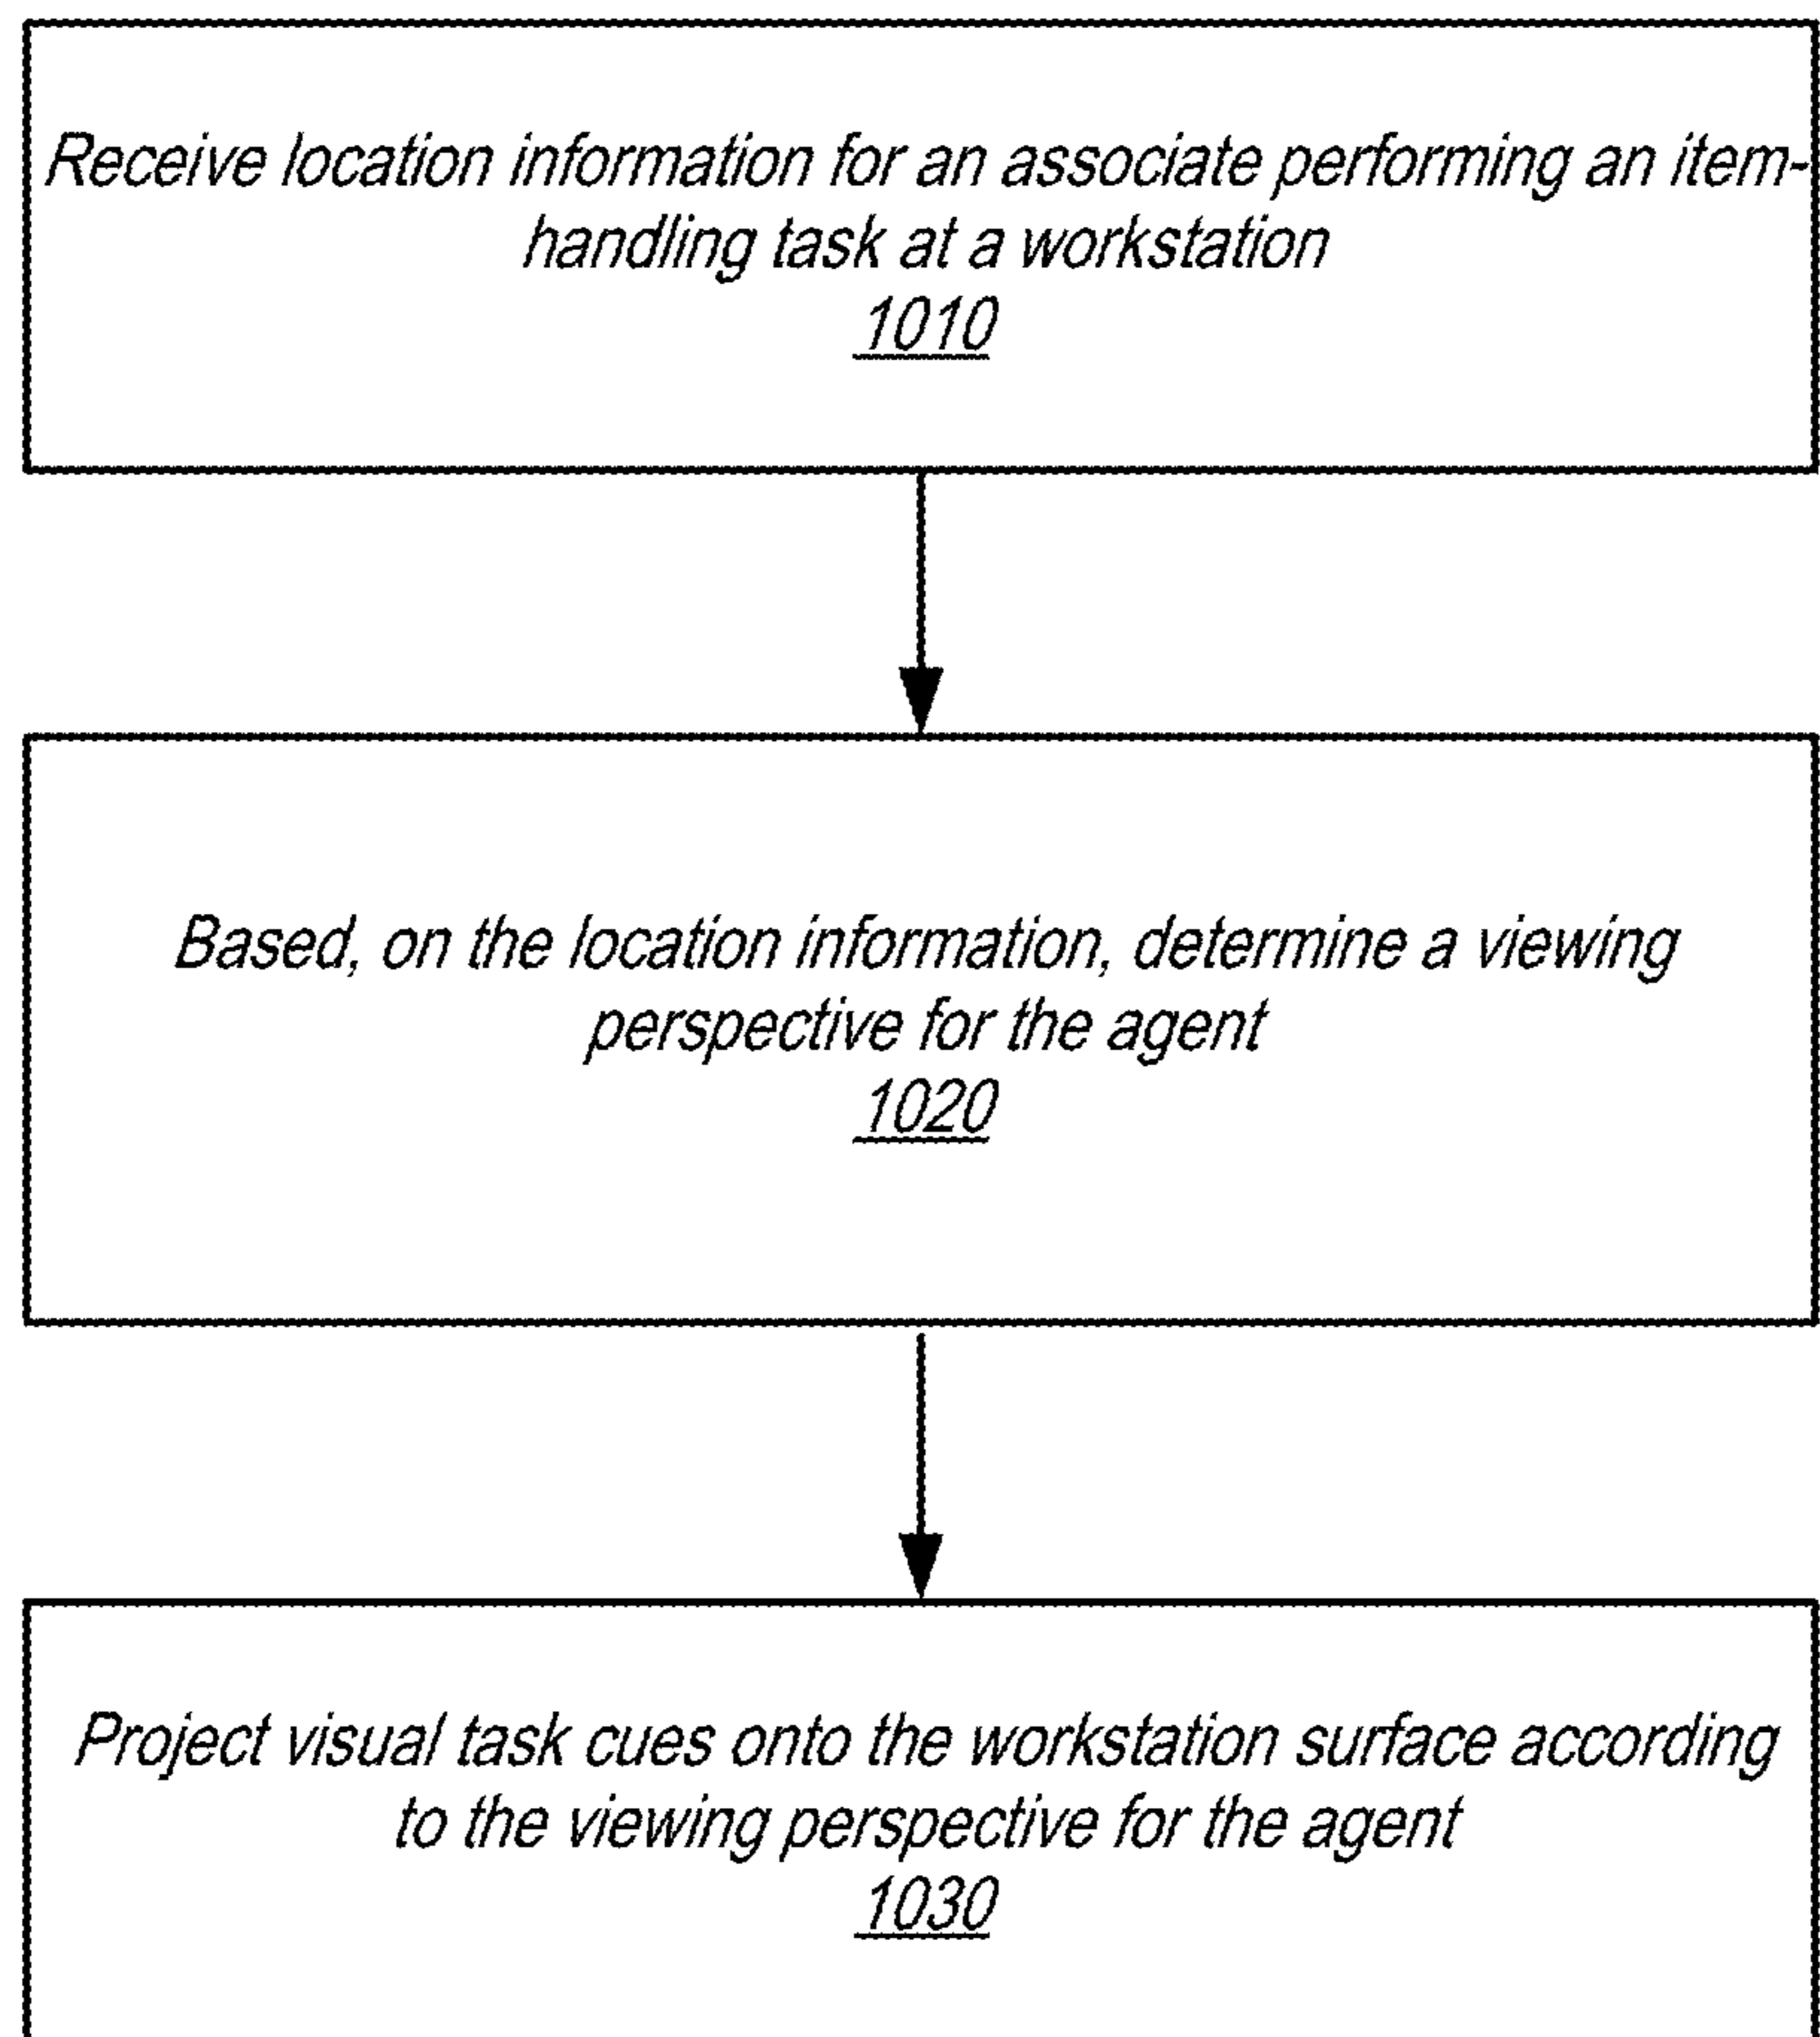 Receive location information for an associate performing an item-
handling task at a workstation
1010
Based, on the location information, determine a viewing
perspective for the agent
1020
Project visual task cues onto the workstation surface according
to the viewing perspective for the agent
1030